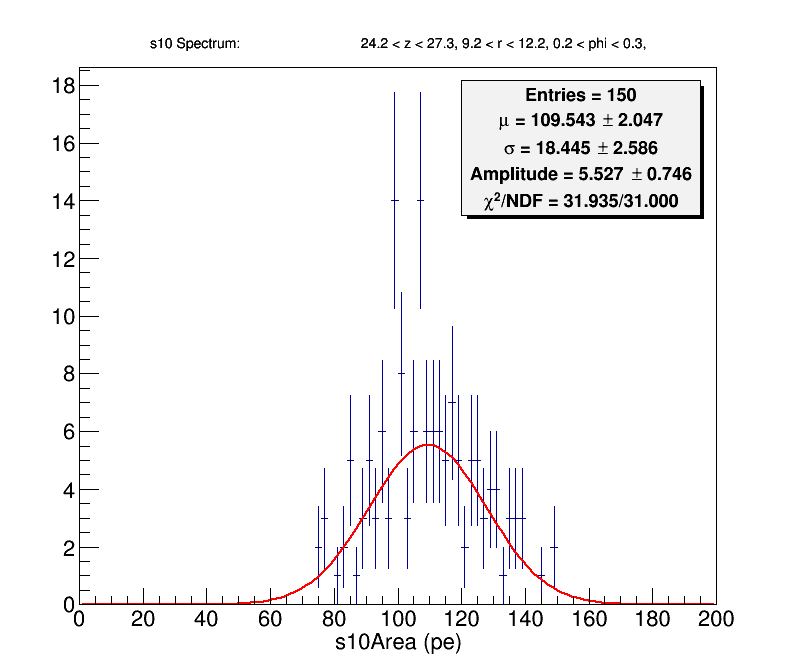 s10 Spectrum: 24.2 < z < 27.3, 9.2 < r < 12.2, 0.2 < phi < 0.3,
Entries = 150
μ = 109.543 ± 2.047
σ = 18.445 ± 2.586
Amplitude = 5.527 ± 0.746
χ²/NDF = 31.935/31.000
18
16
14
12
10
8
6
4
2
0
0 20 40 60 80 100 120 140 160 180 200
s10Area (pe)